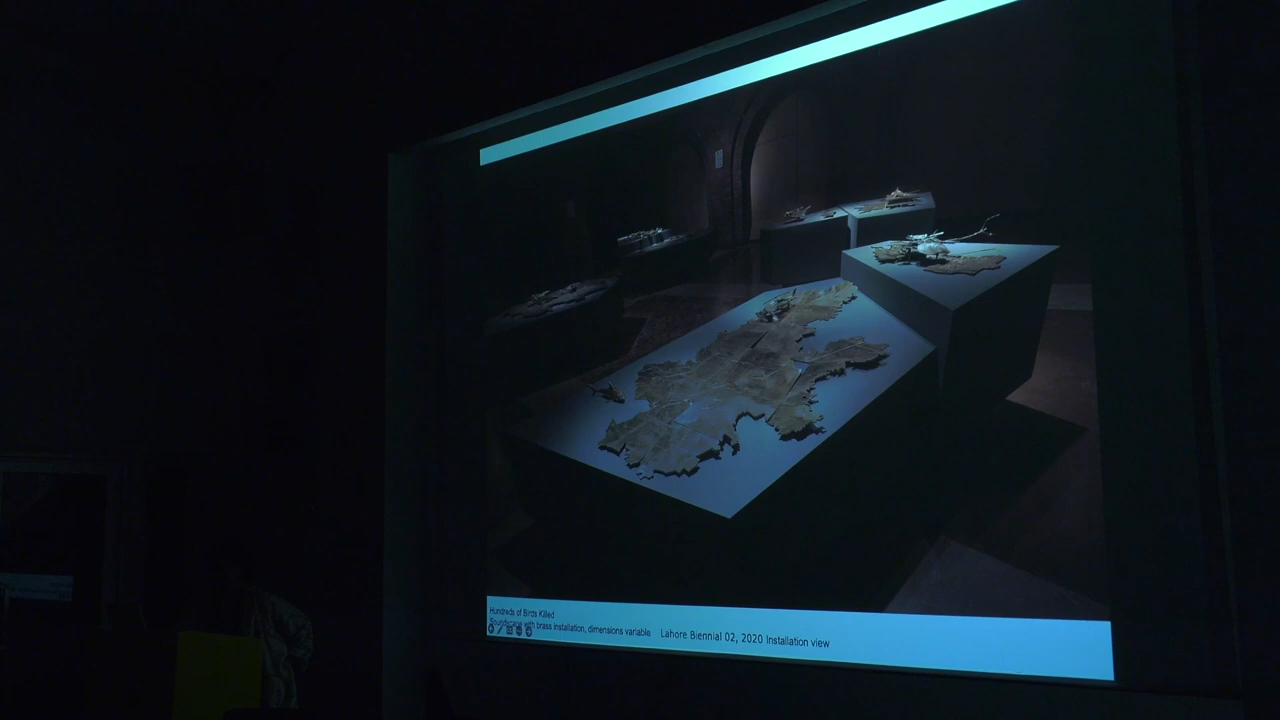 Hundreds of Birds Killed
Soundscape with brass installation, dimensions variable
Lahore Biennial 02, 2020 Installation view